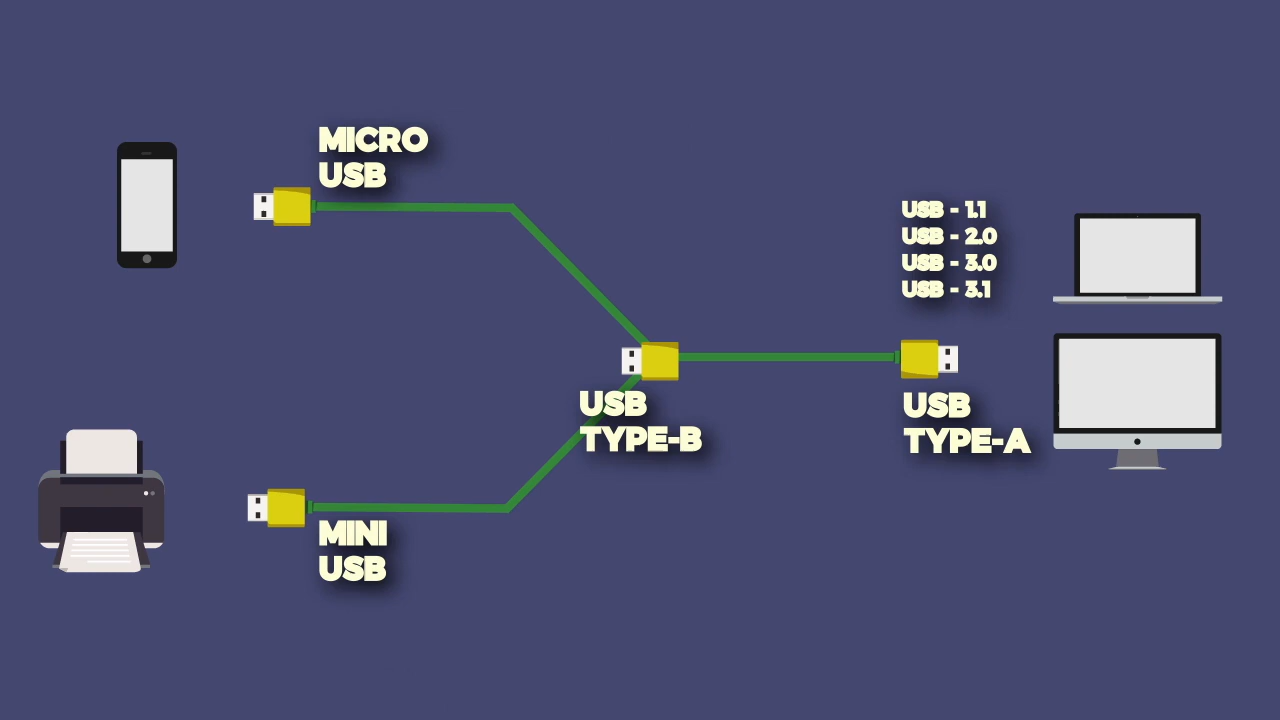 MICRO
USB
USB - 1.1
USB - 2.0
USB - 3.0
USB - 3.1
USB
TYPE-B
USB
TYPE-A
MINI
USB